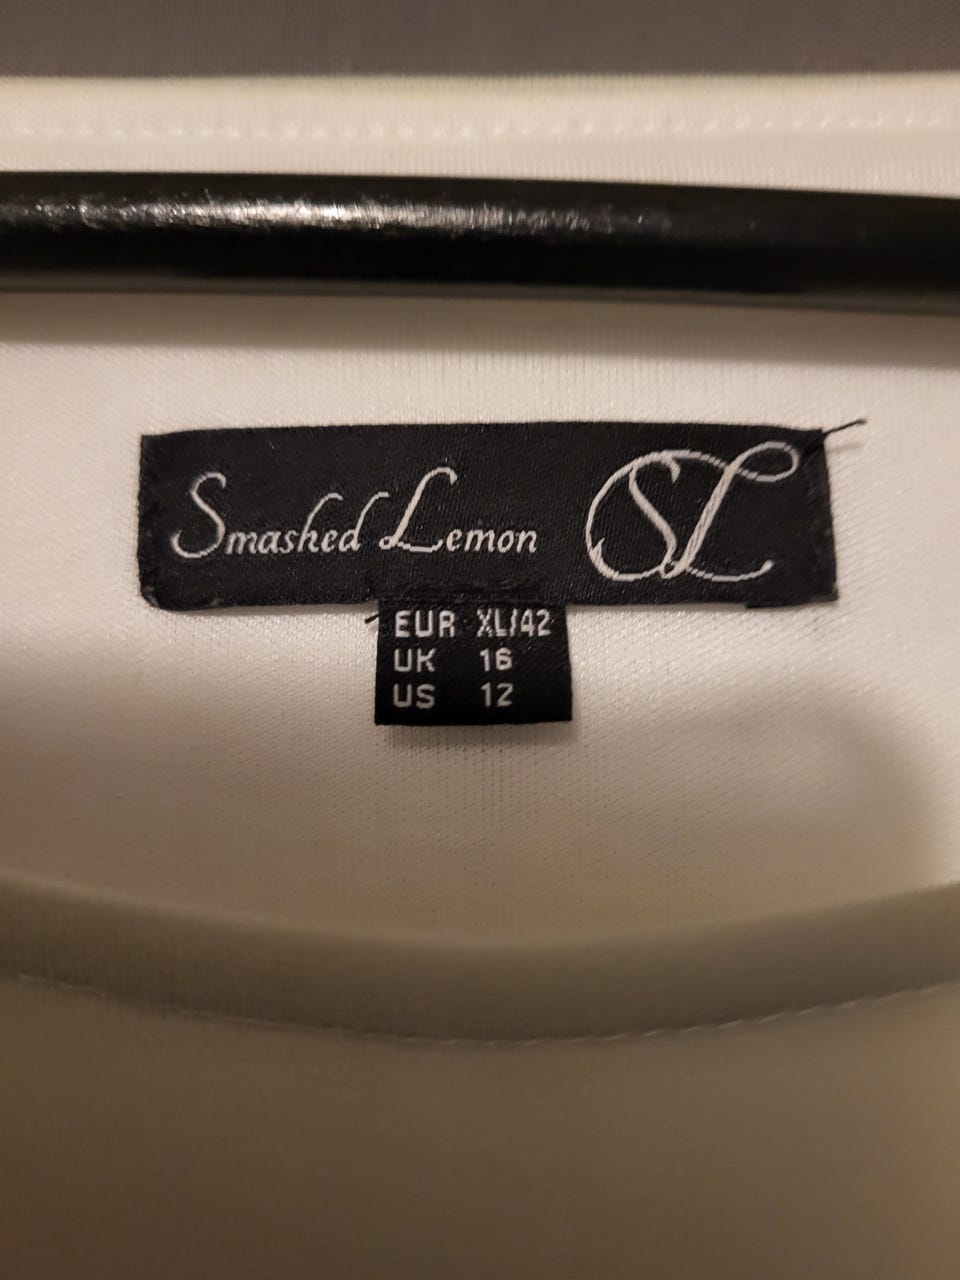 Smashed Lemon SL
EUR XL/42
UK 16
US 12